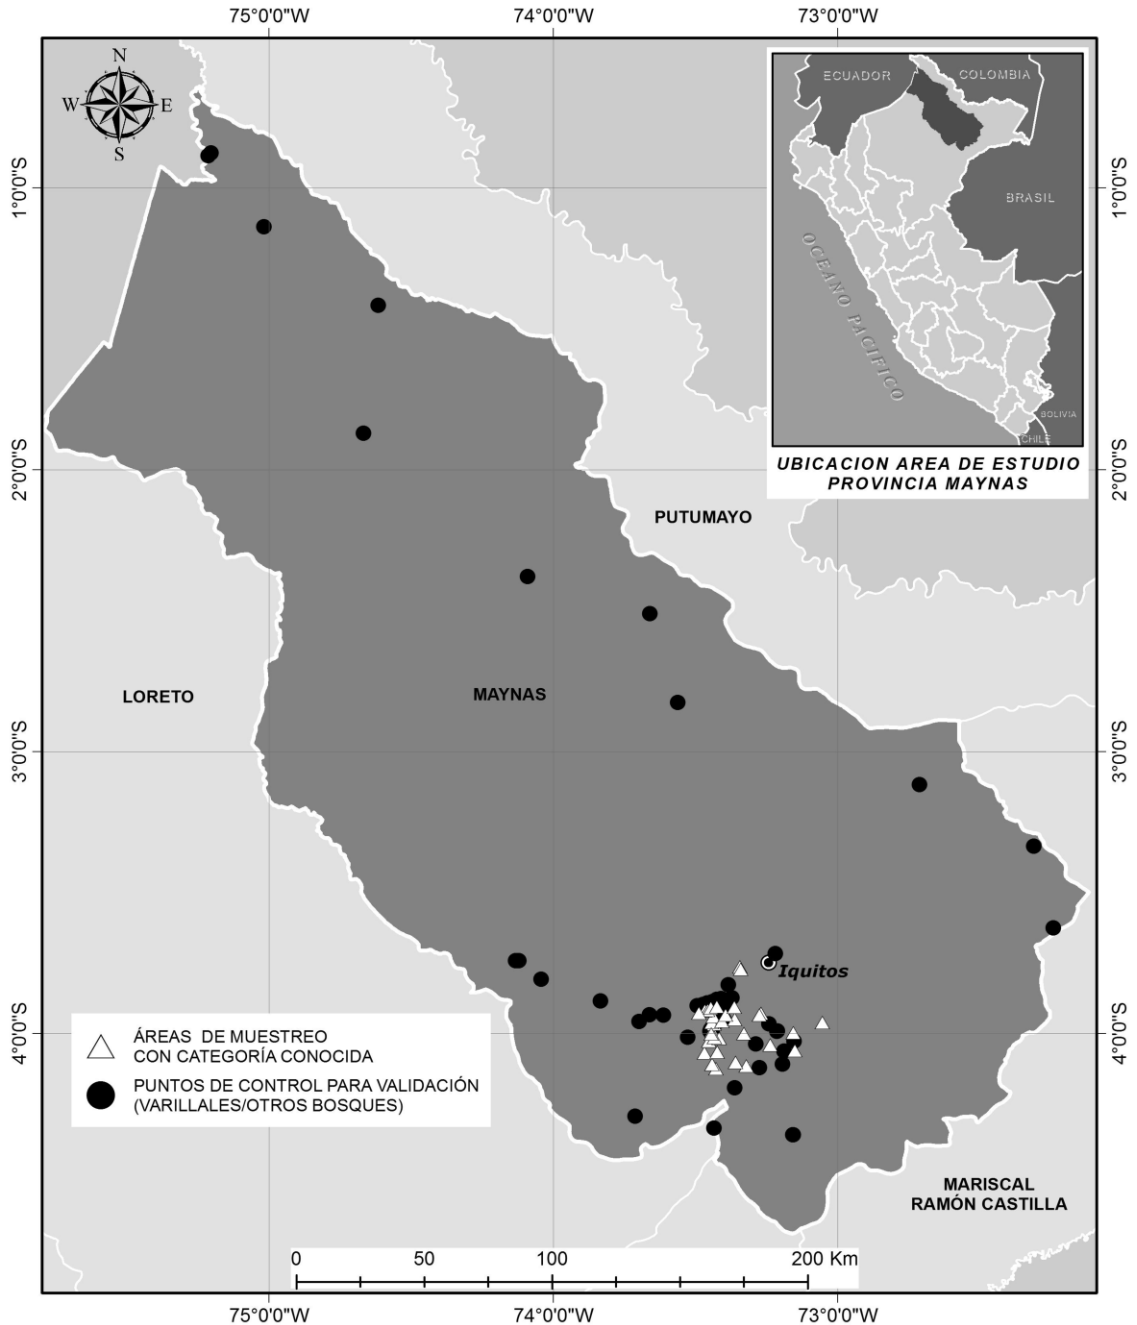 75°0'0"W
74°0'0"W
73°0'0"W
N
W
E
S
ECUADOR
COLOMBIA
BRASIL
OCEANO PACIFICO
BOLIVIA
CHILE
UBICACION AREA DE ESTUDIO
PROVINCIA MAYNAS
1°0'0"S
1°0'0"S
2°0'0"S
2°0'0"S
PUTUMAYO
LORETO
MAYNAS
3°0'0"S
3°0'0"S
Iquitos
4°0'0"S
4°0'0"S
ÁREAS DE MUESTREO
CON CATEGORÍA CONOCIDA
PUNTOS DE CONTROL PARA VALIDACIÓN
(VARILLALES/OTROS BOSQUES)
MARISCAL
RAMÓN CASTILLA
0 50 100 200 Km
75°0'0"W
74°0'0"W
73°0'0"W